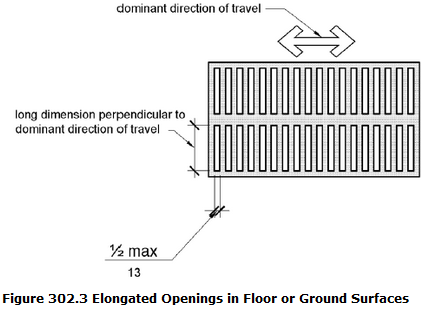 dominant direction of travel
long dimension perpendicular to
dominant direction of travel
½ max
13
Figure 302.3 Elongated Openings in Floor or Ground Surfaces